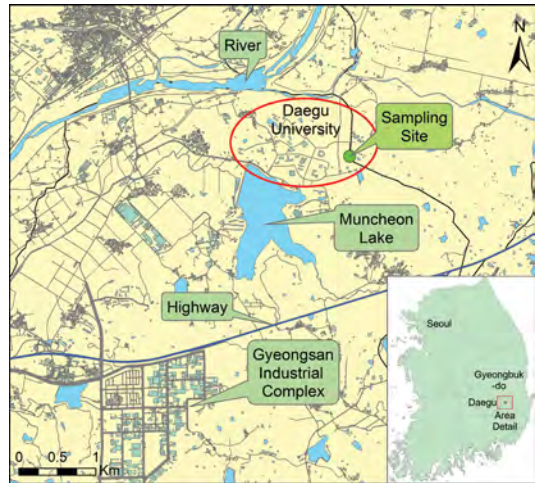 N
River
Daegu
University
Sampling
Site
Muncheon
Lake
Highway
Gyeongsan
Industrial
Complex
0 0.5 1
Km
Seoul
Gyeongbuk
-do
Daegu
Area
Detail